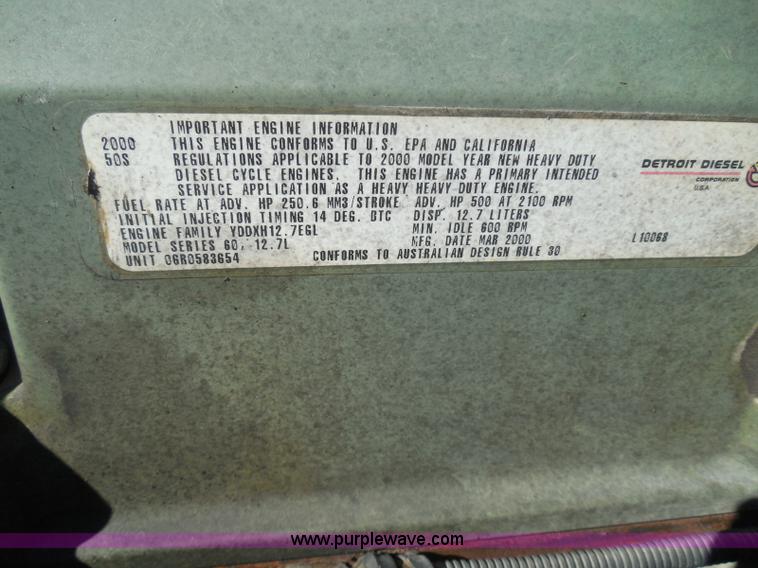 IMPORTANT ENGINE INFORMATION
2000 THIS ENGINE CONFORMS TO U.S. EPA AND CALIFORNIA
50S REGULATIONS APPLICABLE TO 2000 MODEL YEAR NEW HEAVY DUTY
DIESEL CYCLE ENGINES. THIS ENGINE HAS A PRIMARY INTENDED
SERVICE APPLICATION AS A HEAVY HEAVY-DUTY ENGINE.
FUEL RATE AT ADV. HP 250.6 MM3/STROKE ADV. HP 500 AT 2100 RPM
INITIAL INJECTION TIMING 14 DEG. BTC DISP. 12.7 LITERS
ENGINE FAMILY YDDXH12.7EGL MIN. IDLE 600 RPM
MODEL SERIES 60, 12.7L MFG. DATE MAR 2000
UNIT 06R0583654 CONFORMS TO AUSTRALIAN DESIGN RULE 30
DETROIT DIESEL
CORPORATION
U.S.A
L10068
www.purplewave.com